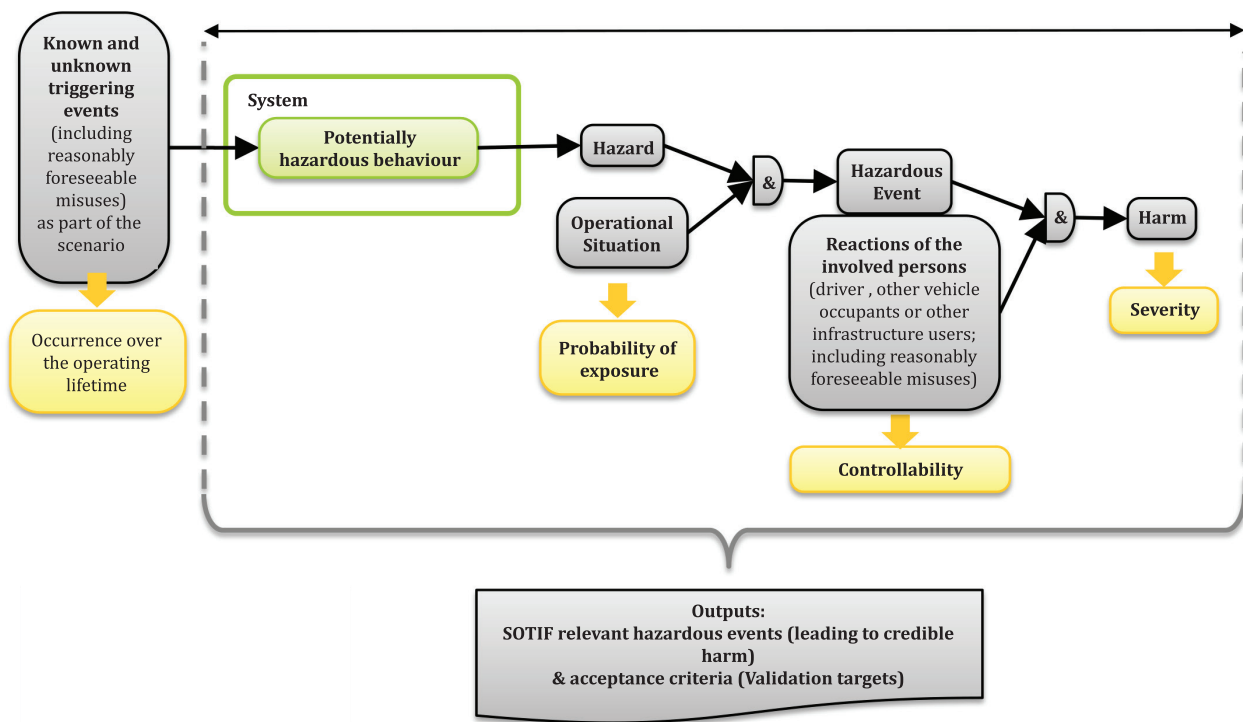 Known and
unknown
triggering
events
(including
reasonably
foreseeable
misuses)
as part of the
scenario
Occurrence over
the operating
lifetime
System
Potentially
hazardous behaviour
Hazard
Operational
Situation
Probability of
exposure
&
Hazardous
Event
Reactions of the
involved persons
(driver , other vehicle
occupants or other
infrastructure users;
including reasonably
foreseeable misuses)
Controllability
&
Harm
Severity
Outputs:
SOTIF relevant hazardous events (leading to credible
harm)
& acceptance criteria (Validation targets)